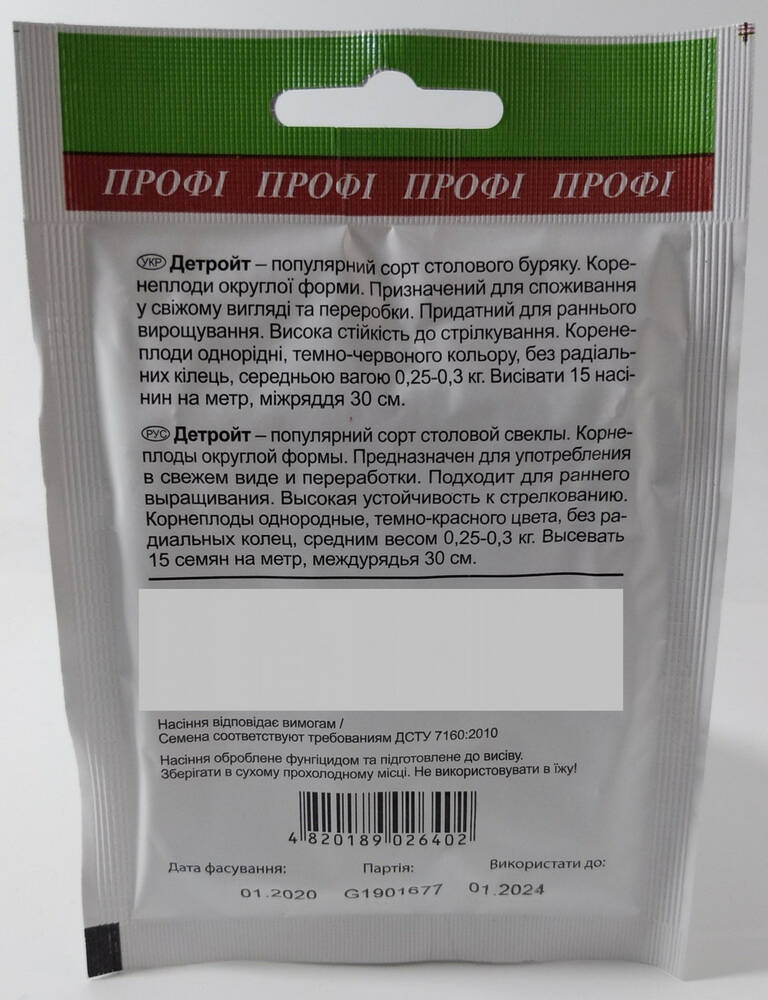 ПРОФІ ПРОФІ ПРОФІ ПРОФІ
УКР Детройт – популярний сорт столового буряку. Коре-
неплоди округлої форми. Призначений для споживання
у свіжому вигляді та переробки. Придатний для раннього
вирощування. Висока стійкість до стрілкування. Корене-
плоди однорідні, темно-червоного кольору, без радіаль-
них кілець, середньою вагою 0,25-0,3 кг. Висівати 15 насі-
нин на метр, міжряддя 30 см.
РУС Детройт – популярний сорт столовой свеклы. Корне-
плоды округлой формы. Предназначен для употребления
в свежем виде и переработки. Подходит для раннего
выращивания. Высокая устойчивость к стрелкованию.
Корнеплоды однородные, темно-красного цвета, без ра-
диальных колец, средним весом 0,25-0,3 кг. Высевать
15 семян на метр, междурядья 30 см.
Насіння відповідає вимогам /
Семена соответствуют требованиям ДСТУ 7160:2010
Насіння оброблене фунгіцидом та підготовлене до висіву.
Зберігати в сухому прохолодному місці. Не використовувати в їжу!
4 820189 026402
Дата фасування: Партія: Використати до:
01.2020 G1901677 01.2024